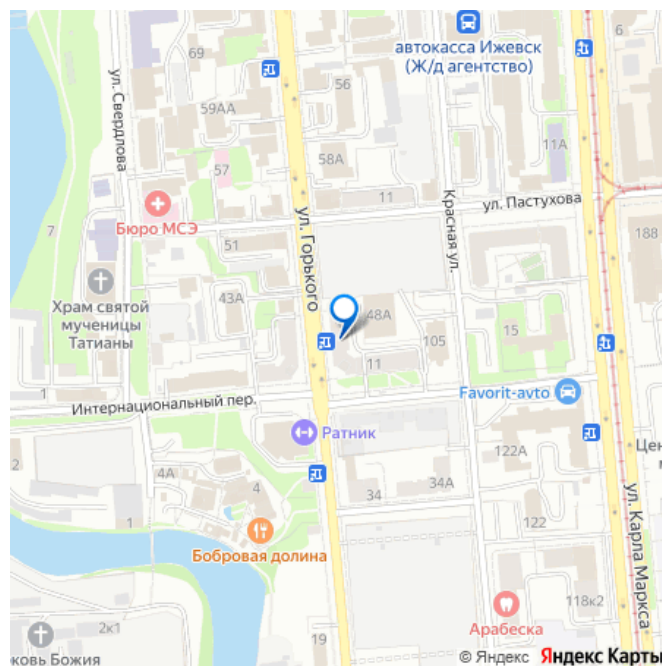 автокасса Ижевск
(Ж/д агентство)
6
69
56
59АА
ул. Свердлова
11А
58А
57
11
ул. Пастухова
Бюро МСЭ
ул. Горького
Красная ул.
7
51
188
Храм святой
мученицы
Татианы
43А
48А
105
15
11
1
Интернациональный пер.
Favorit-avto
Ратник
2
4А
4
122А
Цен
м
34
34А
1
122
ул. Карла Маркса
Бобровая долина
118к2
Арабеска
2к1
19
ковь Божия
© Яндекс Яндекс Карты